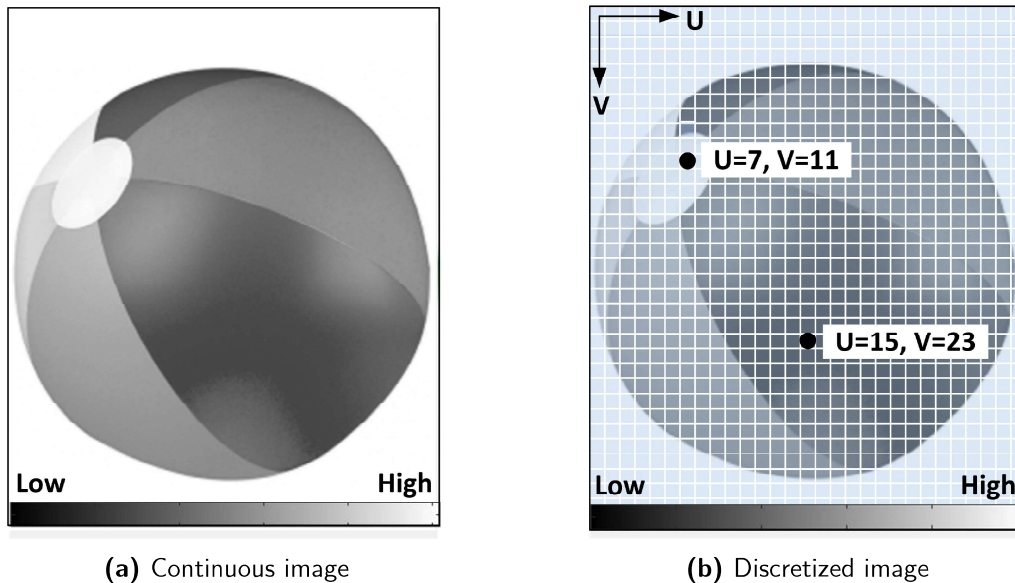 Low High
(a) Continuous image
U
V
U=7, V=11
U=15, V=23
Low High
(b) Discretized image